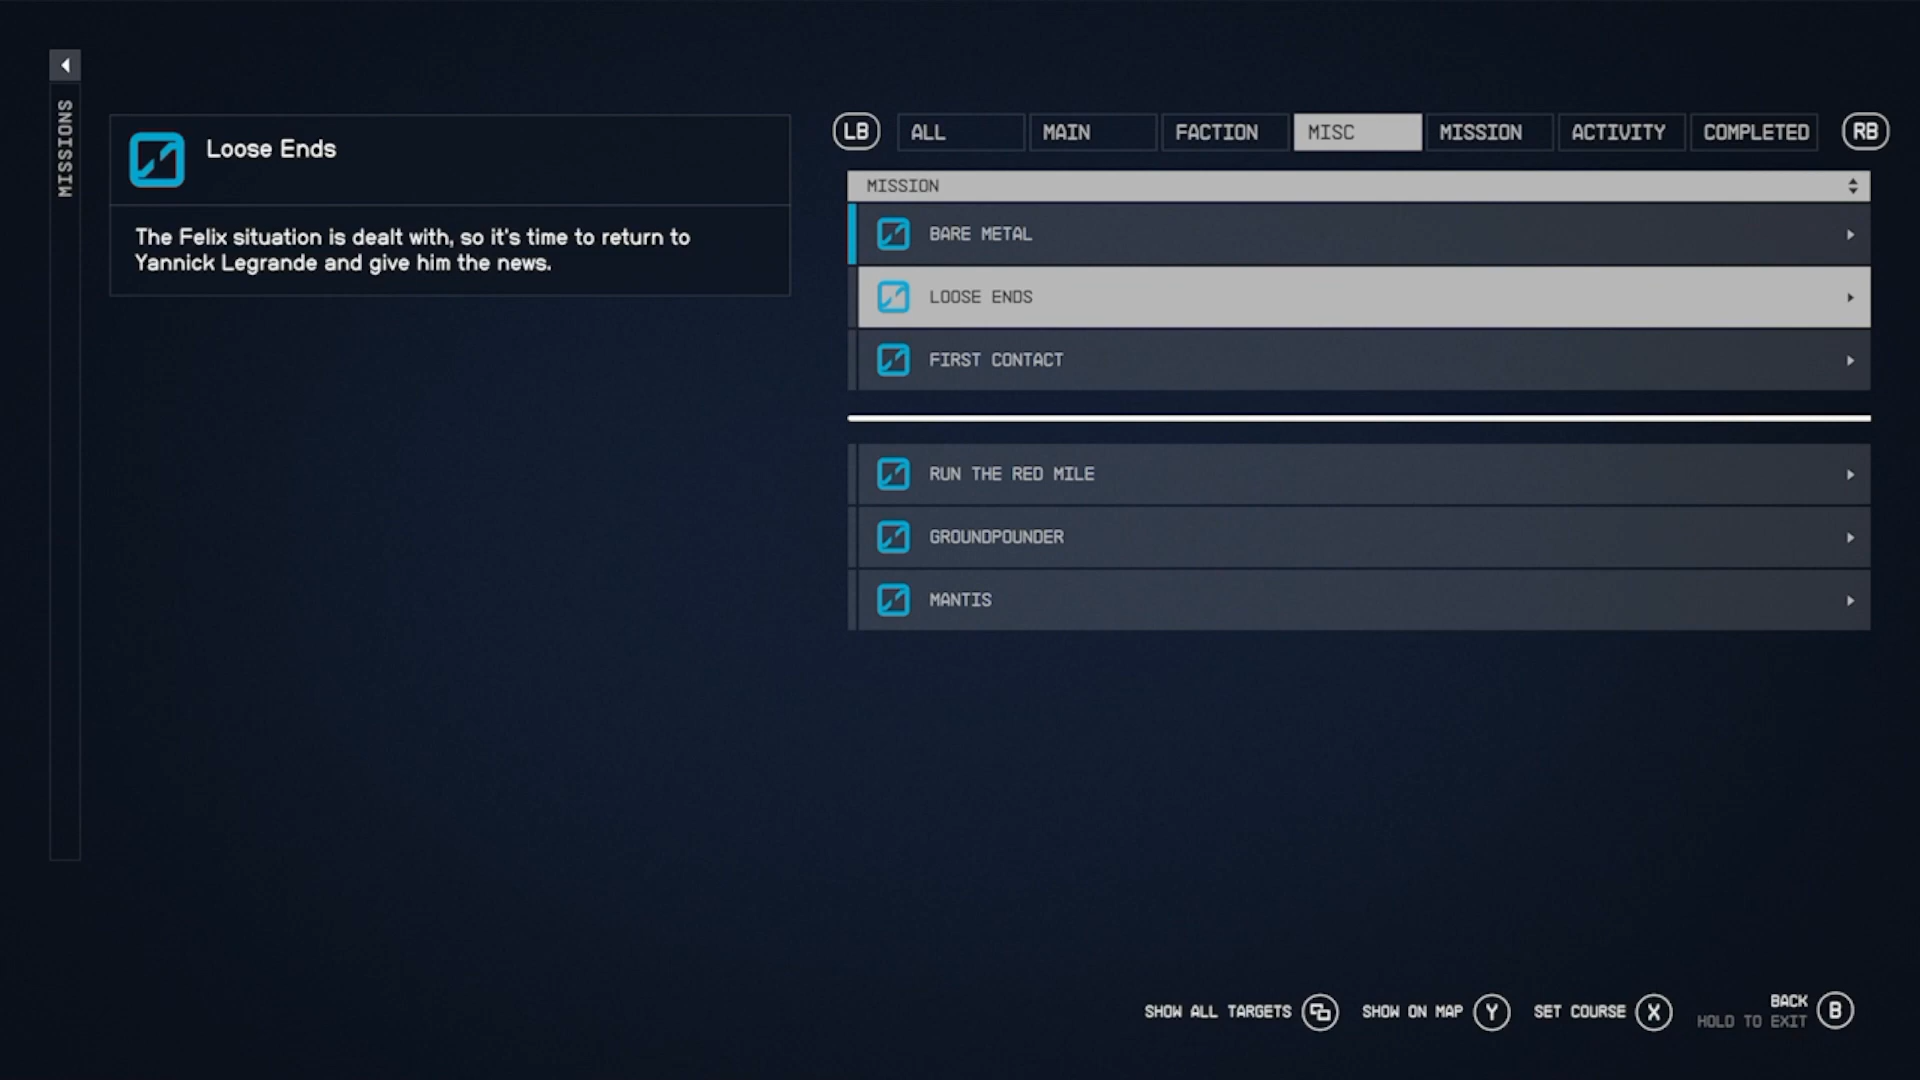 MISSIONS
Loose Ends
The Felix situation is dealt with, so it's time to return to
Yannick Legrande and give him the news.
LB ALL MAIN FACTION MISC MISSION ACTIVITY COMPLETED RB
MISSION
BARE METAL
LOOSE ENDS
FIRST CONTACT
RUN THE RED MILE
GROUNDPOUNDER
MANTIS
SHOW ALL TARGETS SHOW ON MAP Y SET COURSE X BACK B
HOLD TO EXIT